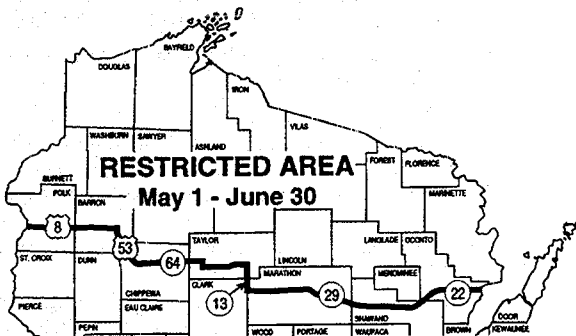 BAYFIELD
DOUGLAS
IRON
VILAS
WASHBURN SAWYER
ASHLAND
RESTRICTED AREA
May 1 - June 30
FOREST FLORENCE
BURNETT
POLK
BARRON
MARINETTE
8
53
TAYLOR
LANGLADE OCONTO
ST. CROIX
DUNN
64
LINCOLN
MARATHON
MENOMINEE
CHIPPEWA
CLARK
13
29
22
PIERCE
EAU CLAIRE
SHAWANO
DOOR
PEPIN
WOOD PORTAGE WAUPACA
BROWN
KEWAUNEE